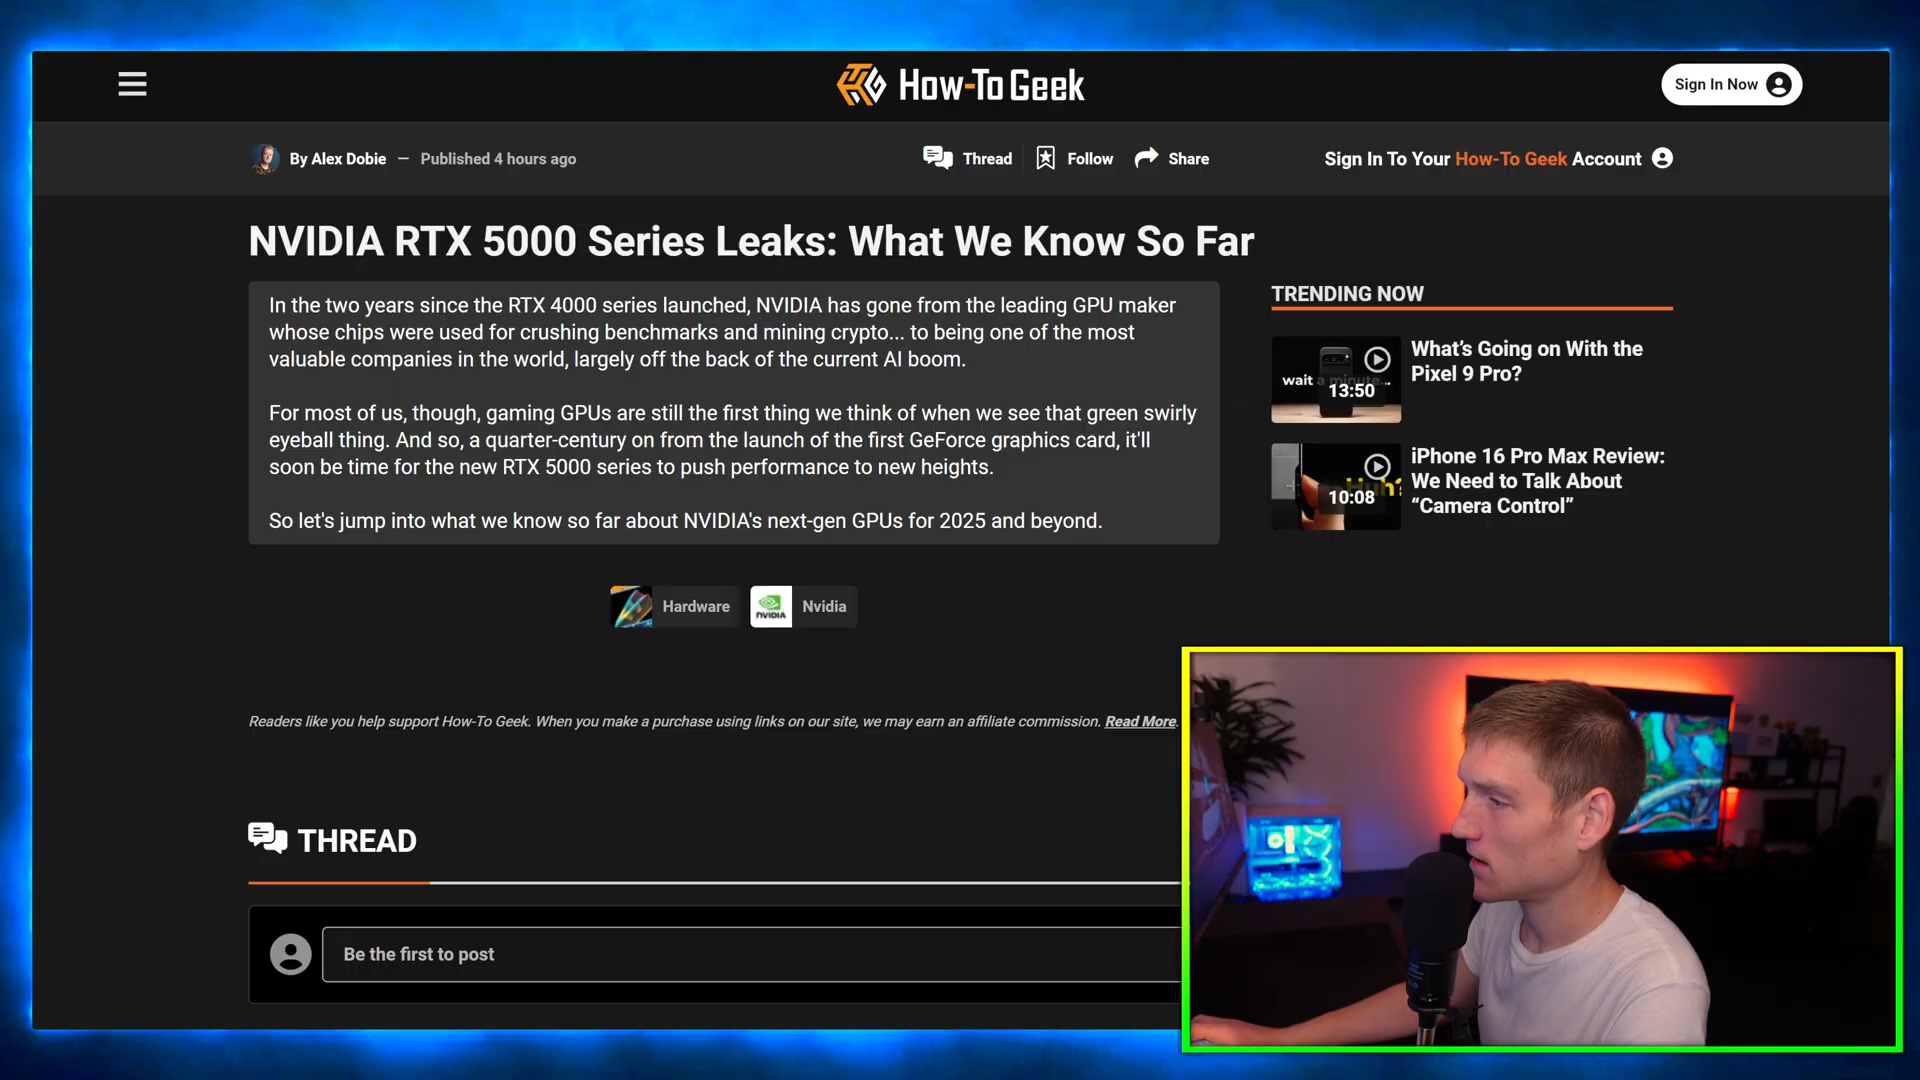 How-To Geek
Sign In Now
By Alex Dobie — Published 4 hours ago
Thread
Follow
Share
Sign In To Your How-To Geek Account
NVIDIA RTX 5000 Series Leaks: What We Know So Far
In the two years since the RTX 4000 series launched, NVIDIA has gone from the leading GPU maker
whose chips were used for crushing benchmarks and mining crypto... to being one of the most
valuable companies in the world, largely off the back of the current AI boom.
For most of us, though, gaming GPUs are still the first thing we think of when we see that green swirly
eyeball thing. And so, a quarter-century on from the launch of the first GeForce graphics card, it'll
soon be time for the new RTX 5000 series to push performance to new heights.
So let's jump into what we know so far about NVIDIA's next-gen GPUs for 2025 and beyond.
TRENDING NOW
wait a minute...
13:50
What's Going on With the
Pixel 9 Pro?
Huh?
10:08
iPhone 16 Pro Max Review:
We Need to Talk About
“Camera Control”
Hardware
NVIDIA
Nvidia
Readers like you help support How-To Geek. When you make a purchase using links on our site, we may earn an affiliate commission. Read More.
THREAD
Be the first to post